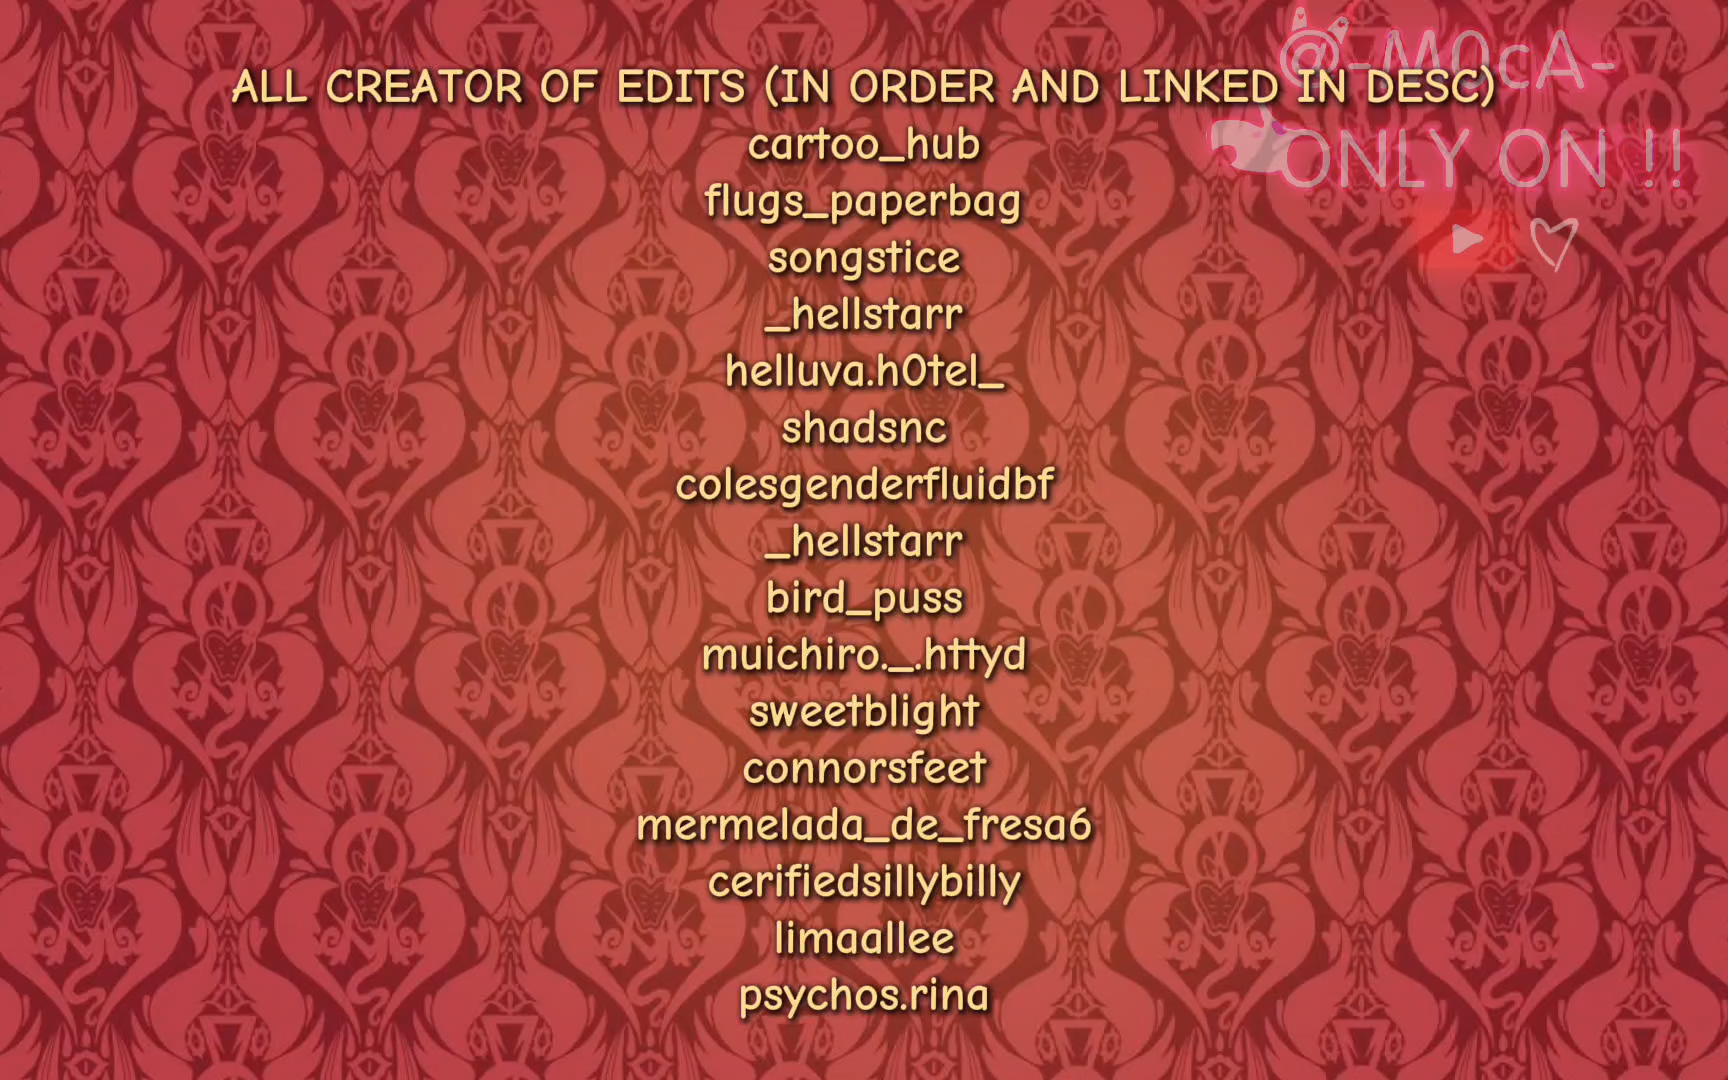 @-M0cA-
ONLY ON !!
ALL CREATOR OF EDITS (IN ORDER AND LINKED IN DESC)
cartoo_hub
flugs_paperbag
songstice
_hellstarr
helluva.h0tel_
shadsnc
colesgenderfluidbf
_hellstarr
bird_puss
muichiro._.httyd
sweetblight
connorsfeet
mermelada_de_fresa6
cerifiedsillybilly
limaallee
psychos.rina